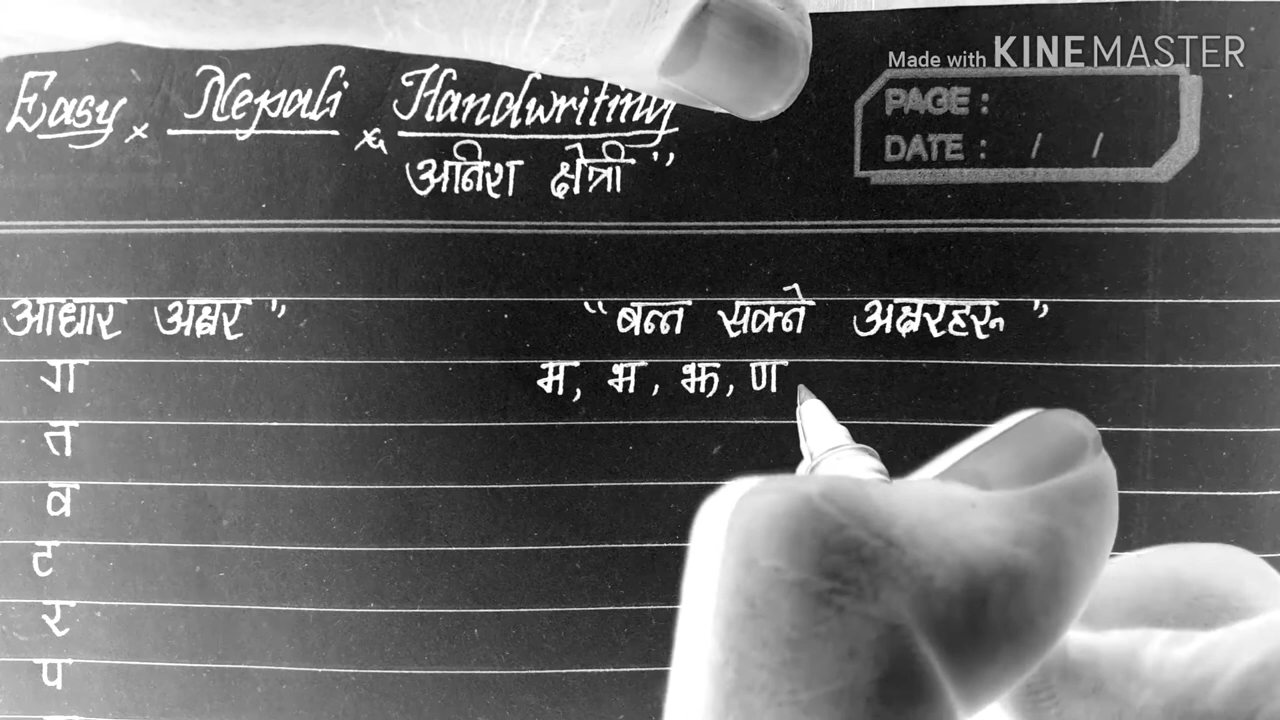 Made with KINEMASTER
Easy Nepali Handwriting
PAGE :
अनिश क्षेत्री"
DATE : / /
आधार अक्षर" "बन्न सक्ने अक्षरहरू"
ग म, भ, झ, ण
त
व
ट
र
प